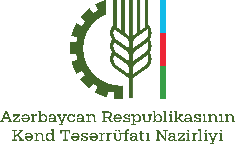 Azərbaycan Respublikasının
Kənd Təsərrüfatı Nazirliyi